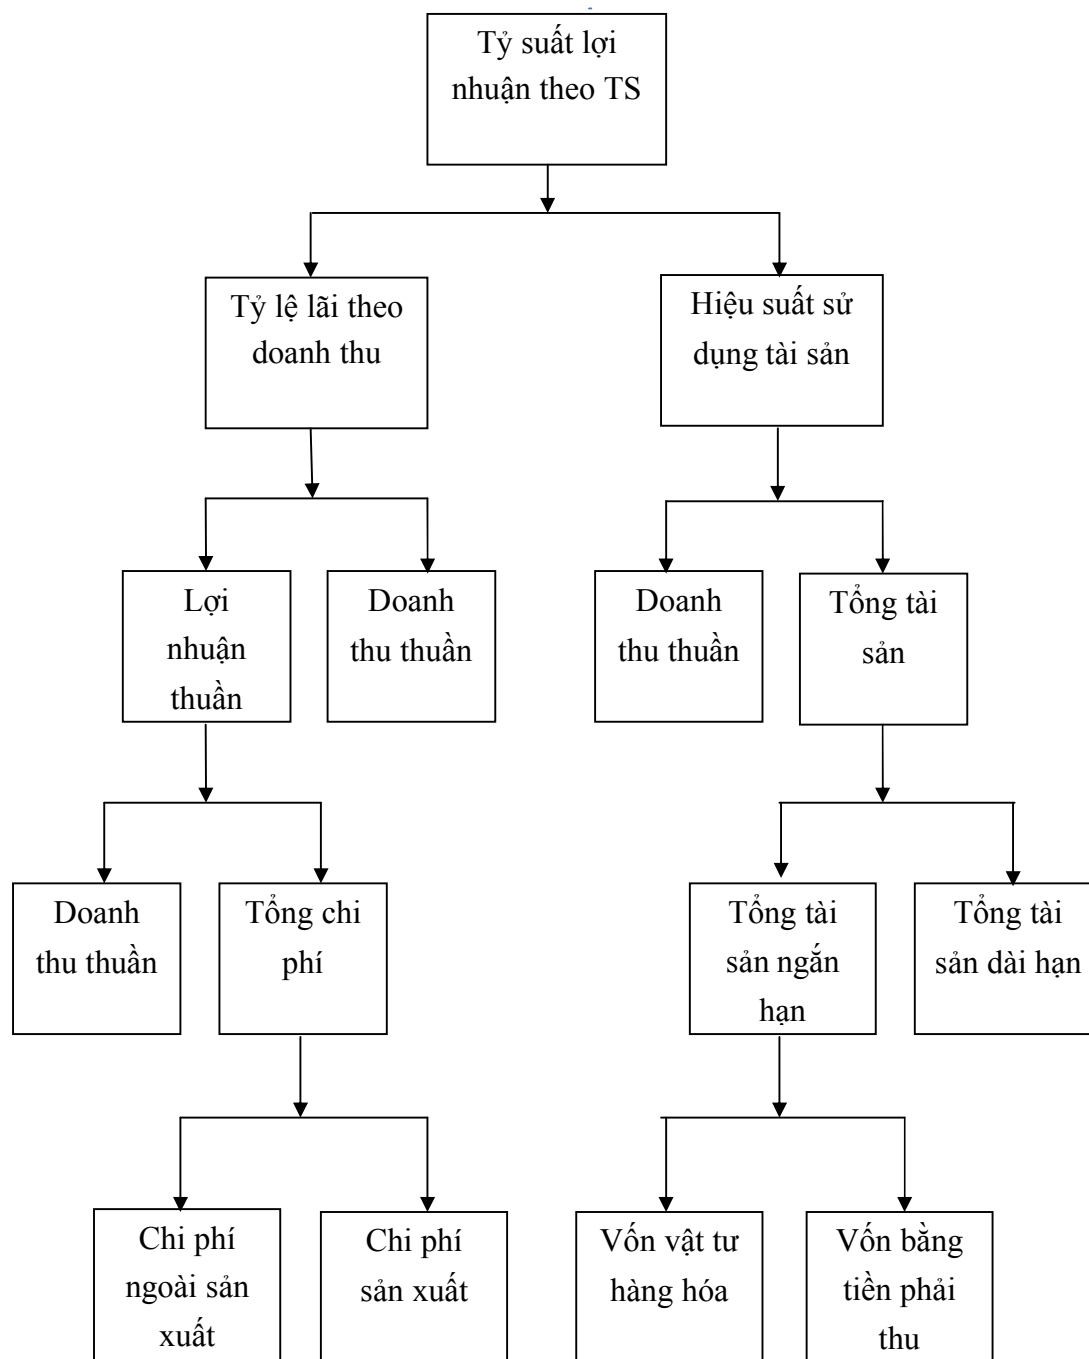 Tỷ suất lợi
nhuận theo TS
Tỷ lệ lãi theo
doanh thu
Hiệu suất sử
dụng tài sản
Lợi
nhuận
thuần
Doanh
thu thuần
Doanh
thu thuần
Tổng tài
sản
Doanh
thu thuần
Tổng chi
phí
Tổng tài
sản ngắn
hạn
Tổng tài
sản dài hạn
Chi phí
ngoài sản
xuất
Chi phí
sản xuất
Vốn vật tư
hàng hóa
Vốn bằng
tiền phải
thu